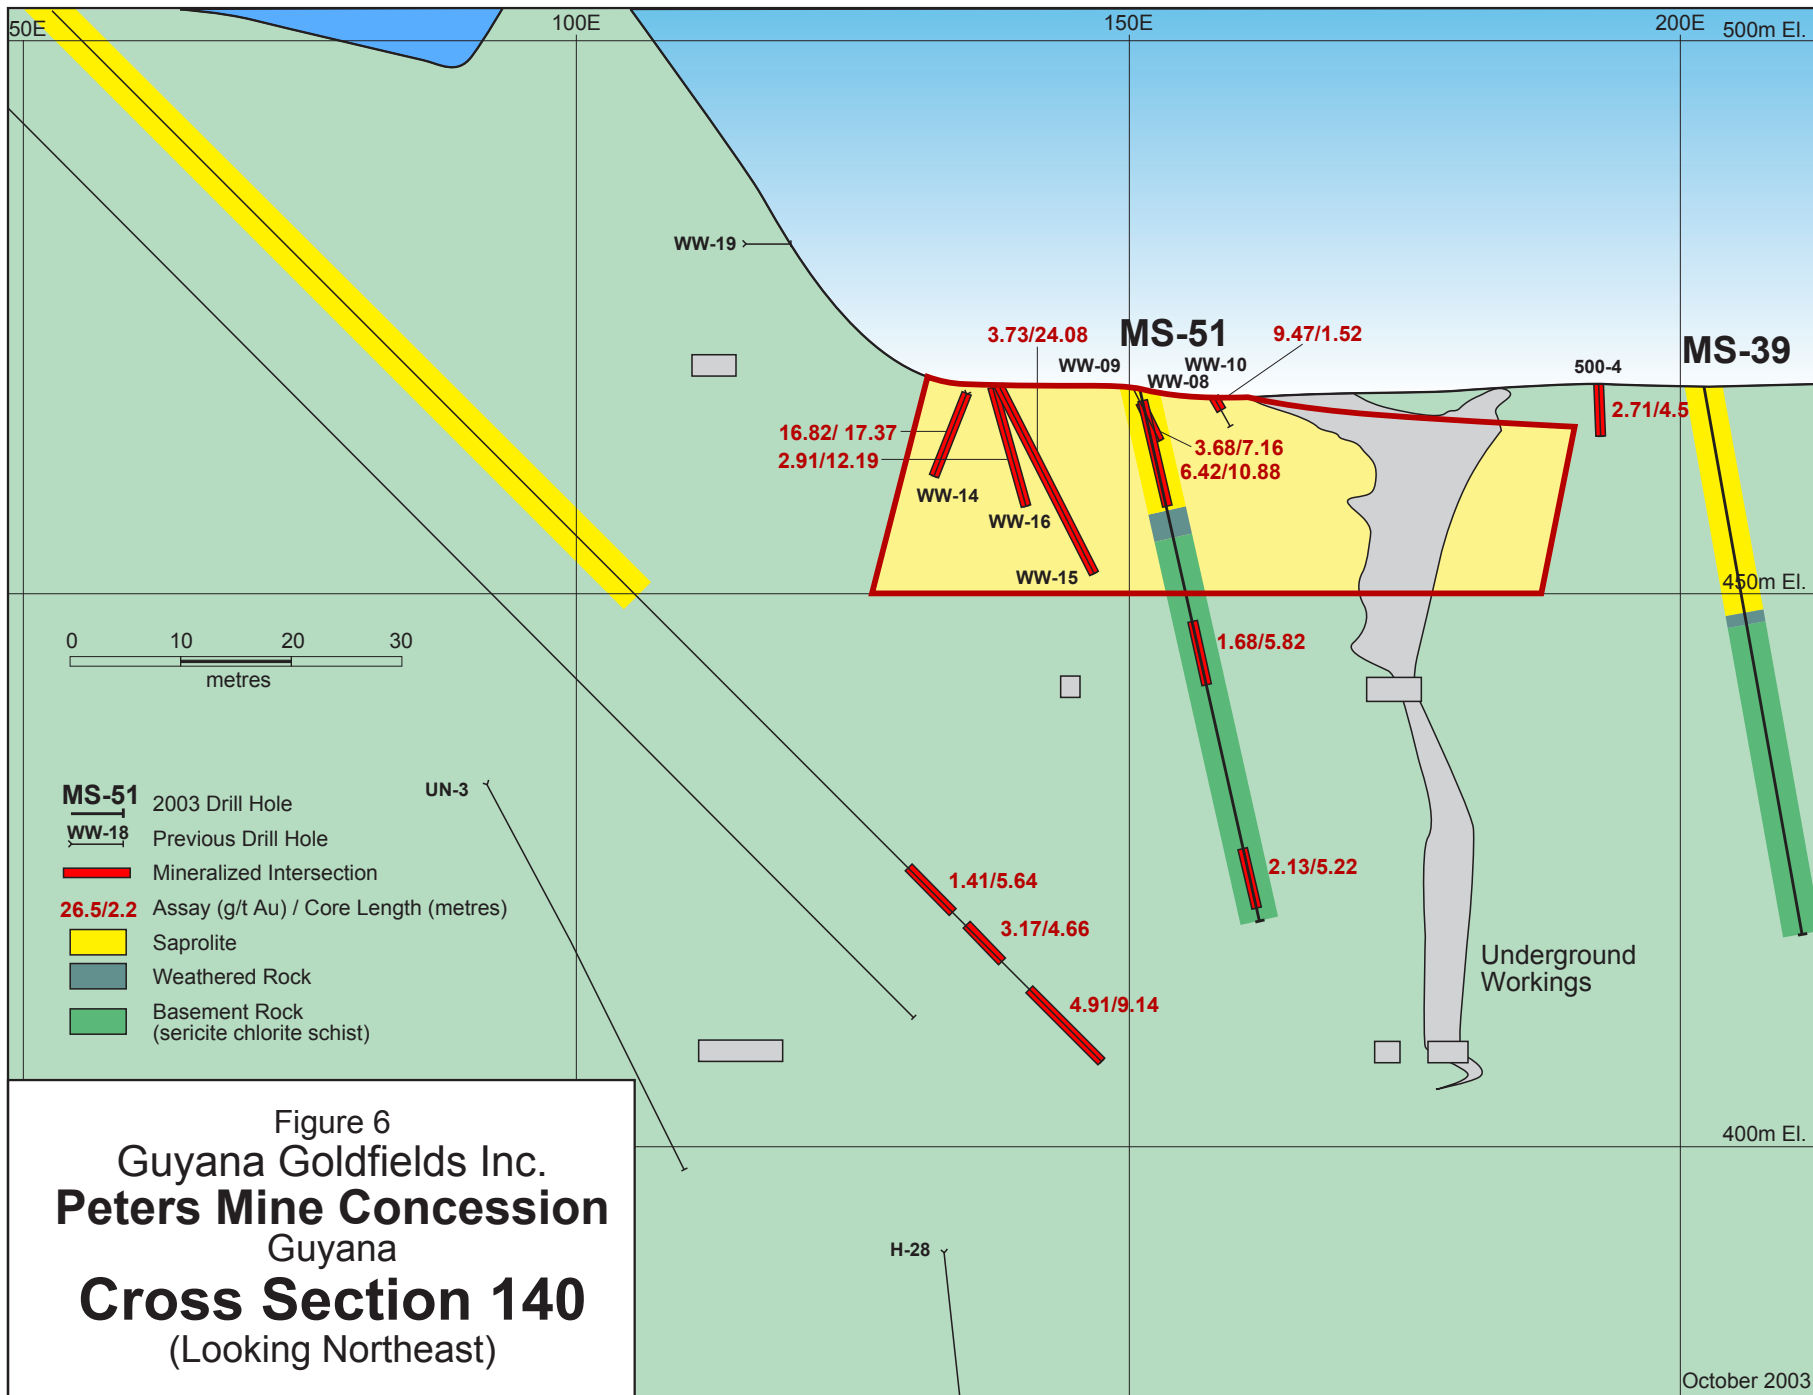 50E
100E
150E
200E
500m El.
WW-19
3.73/24.08
MS-51
9.47/1.52
WW-09
WW-10
WW-08
500-4
MS-39
2.71/4.5
16.82/ 17.37
2.91/12.19
3.68/7.16
6.42/10.88
WW-14
WW-16
WW-15
450m El.
0 10 20 30
metres
1.68/5.82
UN-3
MS-51 2003 Drill Hole
WW-18 Previous Drill Hole
Mineralized Intersection
26.5/2.2 Assay (g/t Au) / Core Length (metres)
Saprolite
Weathered Rock
Basement Rock
(sericite chlorite schist)
1.41/5.64
3.17/4.66
4.91/9.14
2.13/5.22
Underground
Workings
400m El.
H-28
Figure 6
Guyana Goldfields Inc.
Peters Mine Concession
Guyana
Cross Section 140
(Looking Northeast)
October 2003